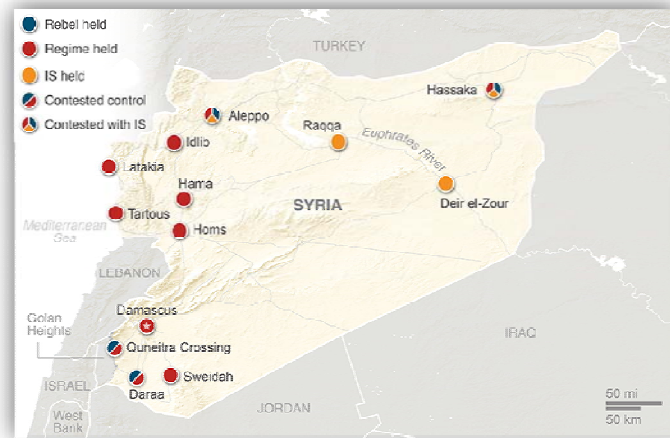 Rebel held
Regime held
IS held
Contested control
Contested with IS
TURKEY
Hassaka
Aleppo
Raqqa
Euphrates River
Idlib
Latakia
Hama
SYRIA
Deir el-Zour
Tartous
Mediterranean
Sea
Homs
LEBANON
Damascus
Golan
Heights
IRAQ
Quneitra Crossing
Sweidah
ISRAEL
Daraa
West
Bank
JORDAN
50 mi
50 km